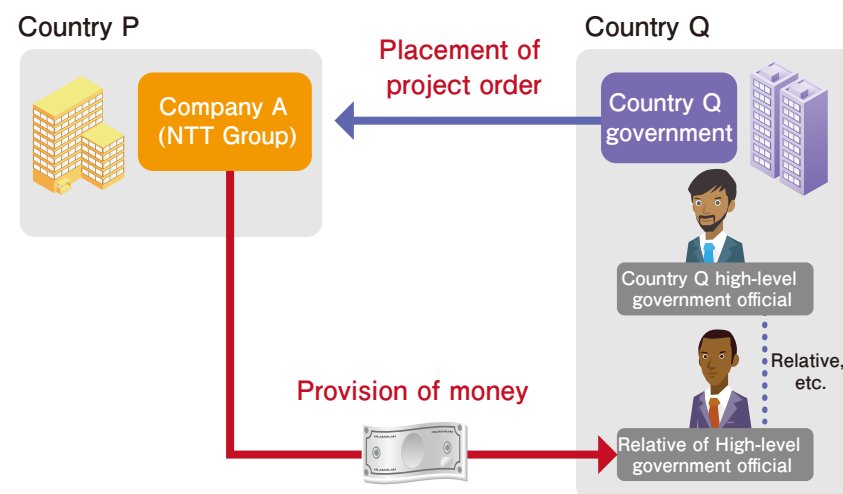 Country P
Country Q
Placement of
project order
Company A
(NTT Group)
Country Q
government
Country Q high-level
government official
Relative,
etc.
Provision of money
Relative of High-level
government official